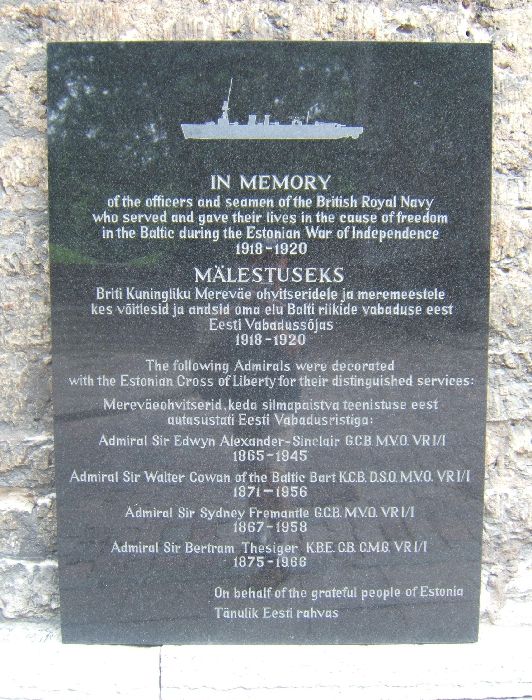 IN MEMORY
of the officers and seamen of the British Royal Navy
who served and gave their lives in the cause of freedom
in the Baltic during the Estonian War of Independence
1918-1920
MÄLESTUSEKS
Briti Kuningliku Mereväe ohvitseridele ja meremeestele
kes võitlesid ja andsid oma elu Balti riikide vabaduse eest
Eesti Vabadussõjas
1918-1920
The following Admirals were decorated
with the Estonian Cross of Liberty for their distinguished services:
Mereväeohvitserid, keda silmapaistva teenistuse eest
autasustati Eesti Vabadusristiga:
Admiral Sir Edwyn Alexander-Sinclair G.C.B. M.V.O. VR I/I
1865-1945
Admiral Sir Walter Cowan of the Baltic Bart K.C.B. D.S.O. M.V.O. VR I/I
1871-1956
Admiral Sir Sydney Fremantle G.C.B. M.V.O. VR I/I
1867-1958
Admiral Sir Bertram Thesiger K.B.E. C.B. C.M.G. VR I/I
1875-1966
On behalf of the grateful people of Estonia
Tänulik Eesti rahvas